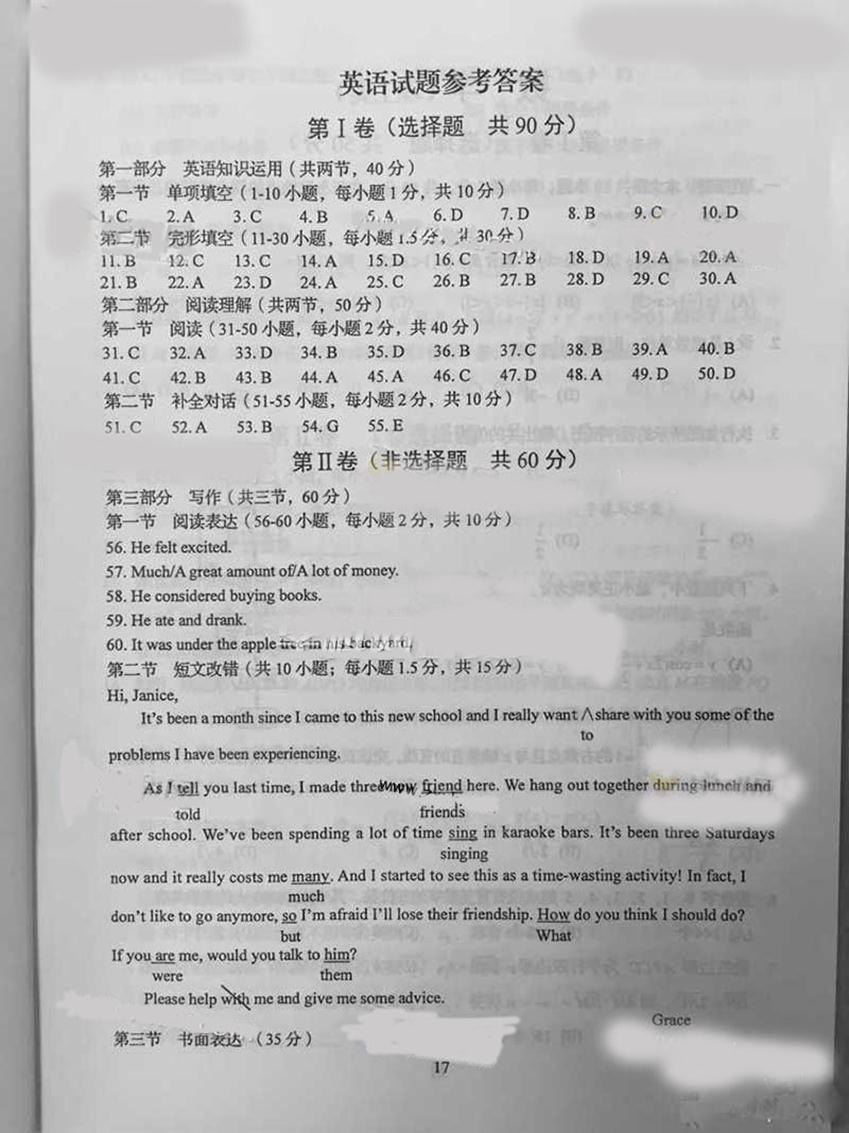 英语试题参考答案
第Ⅰ卷（选择题 共90分）
第一部分 英语知识运用（共两节，40分）
第一节 单项填空（1-10小题，每小题1分，共10分）
1. C 2. A 3. C 4. B 5. A 6. D 7. D 8. B 9. C 10. D
第二节 完形填空（11-30小题，每小题1.5分，共30分）
11. B 12. C 13. C 14. A 15. D 16. C 17. B 18. D 19. A 20. A
21. B 22. A 23. D 24. A 25. C 26. B 27. B 28. D 29. C 30. A
第二部分 阅读理解（共两节，50分）
第一节 阅读（31-50小题，每小题2分，共40分）
31. C 32. A 33. D 34. B 35. D 36. B 37. C 38. B 39. A 40. B
41. C 42. B 43. B 44. A 45. A 46. C 47. D 48. A 49. D 50. D
第二节 补全对话（51-55小题，每小题2分，共10分）
51. C 52. A 53. B 54. G 55. E
第Ⅱ卷（非选择题 共60分）
第三部分 写作（共三节，60分）
第一节 阅读表达（56-60小题，每小题2分，共10分）
56. He felt excited.
57. Much/A great amount of/A lot of money.
58. He considered buying books.
59. He ate and drank.
60. It was under the apple tree in his backyard.
第二节 短文改错（共10小题；每小题1.5分，共15分）
Hi, Janice,
It's been a month since I came to this new school and I really want ∧share with you some of the
to
problems I have been experiencing.
As I tell you last time, I made three new friend here. We hang out together during lunch and
told friends
after school. We've been spending a lot of time sing in karaoke bars. It's been three Saturdays
singing
now and it really costs me many. And I started to see this as a time-wasting activity! In fact, I
much
don't like to go anymore, so I'm afraid I'll lose their friendship. How do you think I should do?
but What
If you are me, would you talk to him?
were them
Please help with me and give me some advice.
Grace
第三节 书面表达（35分）
17